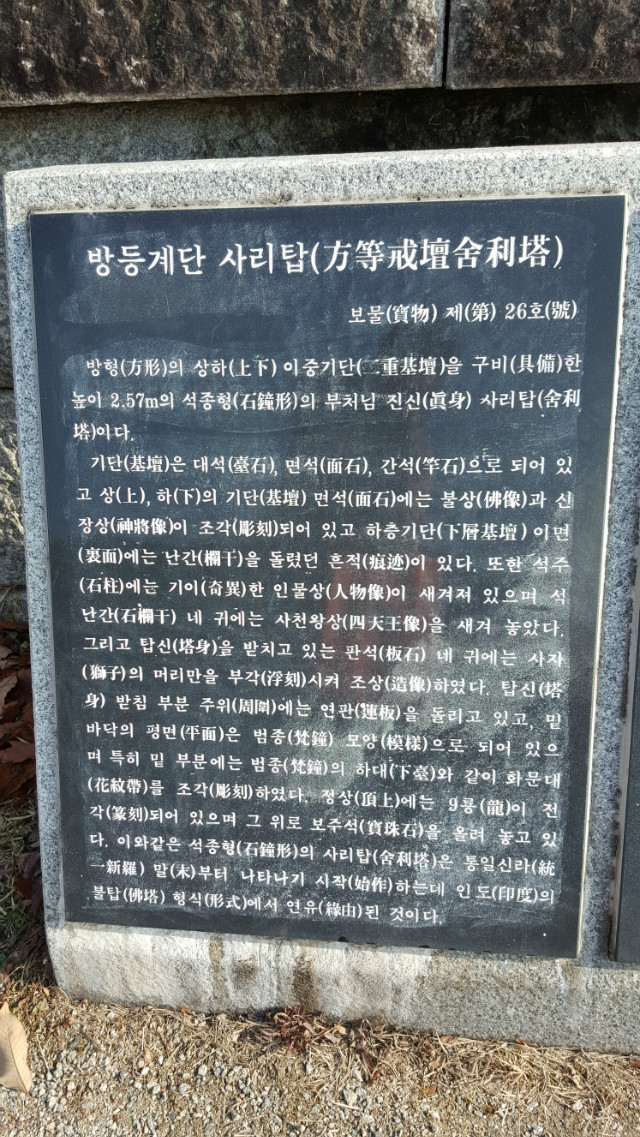 방등계단 사리탑(方等戒壇舍利塔)
보물(寶物) 제(第) 26호(號)
방형(方形)의 상하(上下) 이중기단(二重基壇)을 구비(具備)한
높이 2.57m의 석종형(石鐘形)의 부처님 진신(眞身) 사리탑(舍利
塔)이다.
기단(基壇)은 대석(臺石), 면석(面石), 간석(竿石)으로 되어 있
고 상(上), 하(下)의 기단(基壇) 면석(面石)에는 불상(佛像)과 신
장상(神將像)이 조각(彫刻)되어 있고 하층기단(下層基壇) 이면
(裏面)에는 난간(欄干)을 돌렸던 흔적(痕迹)이 있다. 또한 석주
(石柱)에는 기이(奇異)한 인물상(人物像)이 새겨져 있으며 석
난간(石欄干) 네 귀에는 사천왕상(四天王像)을 새겨 놓았다.
그리고 탑신(塔身)을 받치고 있는 판석(板石) 네 귀에는 사자
(獅子)의 머리만을 부각(浮刻)시켜 조상(造像)하였다. 탑신(塔
身) 받침 부분 주위(周圍)에는 연판(蓮板)을 돌리고 있고, 밑
바닥의 평면(平面)은 범종(梵鐘) 모양(模樣)으로 되어 있으
며 특히 밑 부분에는 범종(梵鐘)의 하대(下臺)와 같이 화문대
(花紋帶)를 조각(彫刻)하였다. 정상(頂上)에는 9룡(龍)이 전
각(篆刻)되어 있으며 그 위로 보주석(寶珠石)을 올려 놓고 있
다. 이와같은 석종형(石鐘形)의 사리탑(舍利塔)은 통일신라(統
一新羅) 말(末)부터 나타나기 시작(始作)하는데 인도(印度)의
불탑(佛塔) 형식(形式)에서 연유(緣由)된 것이다.